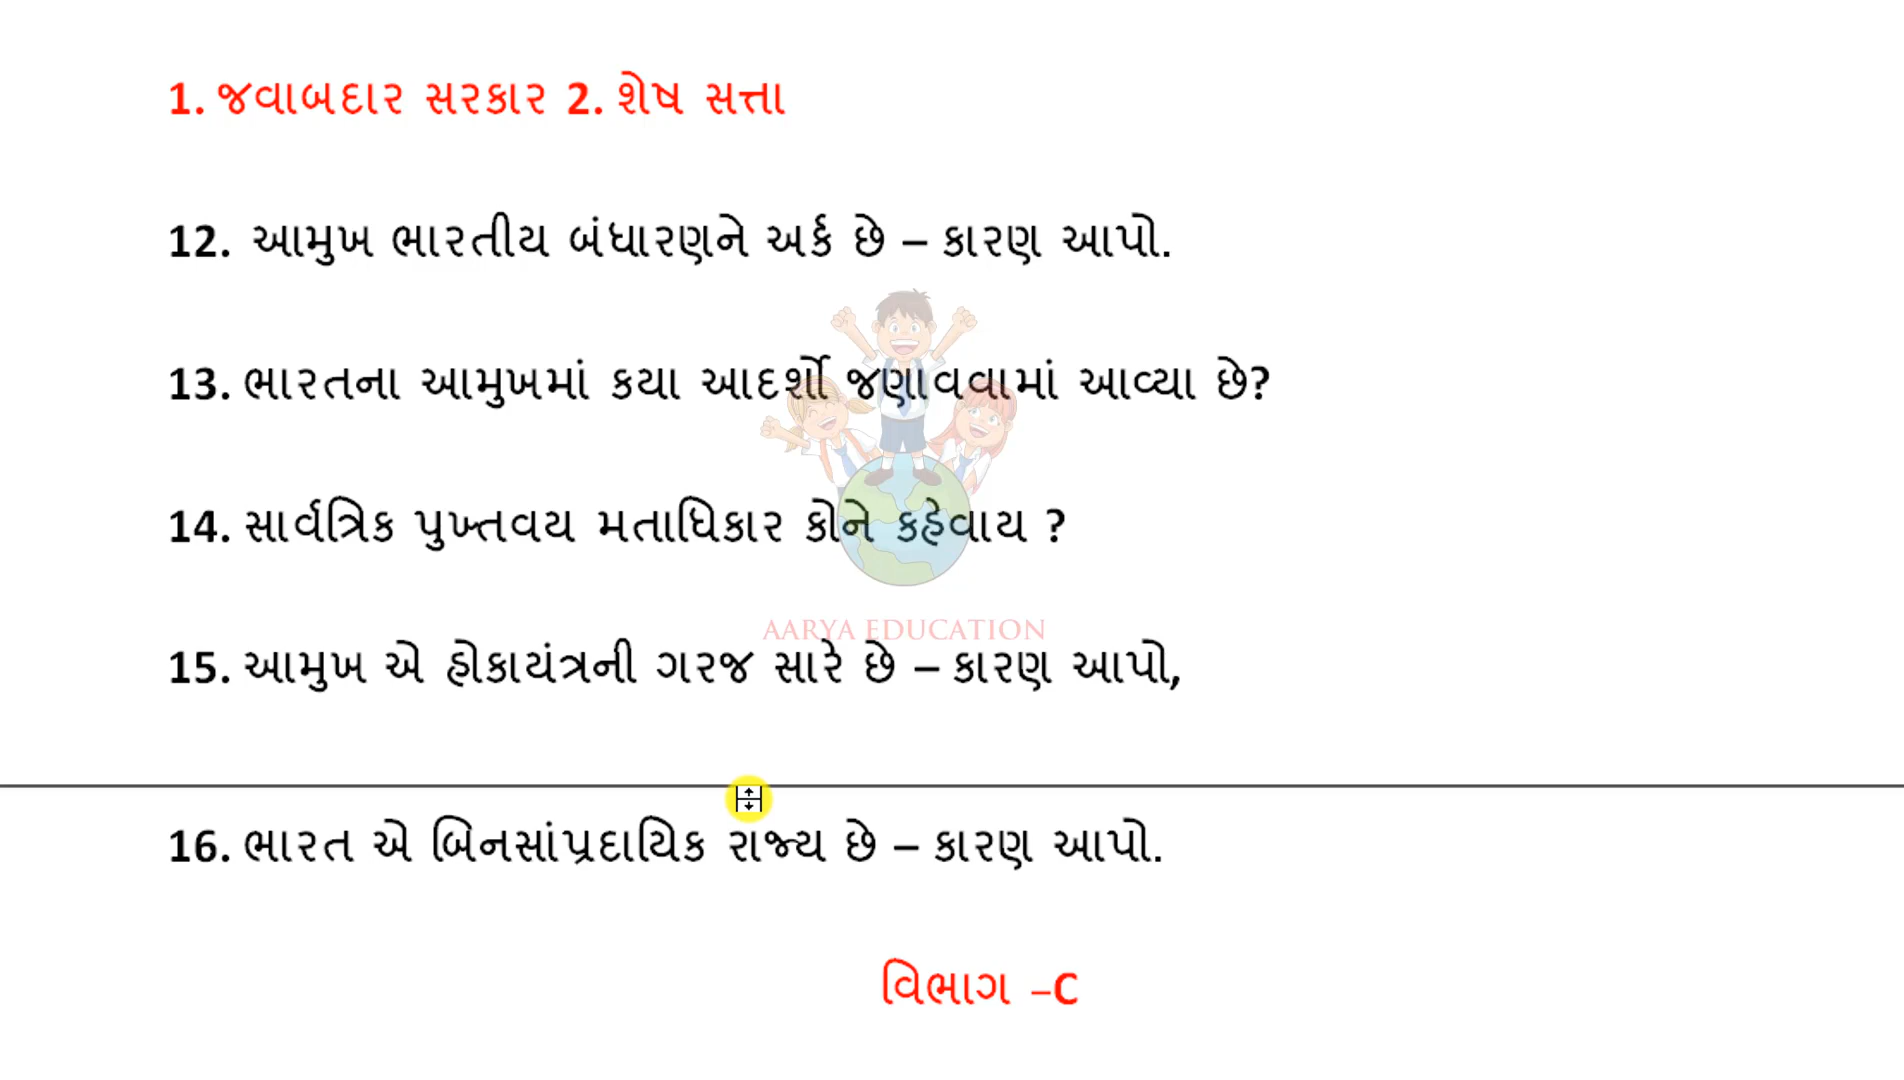 1. જવાબદાર સરકાર 2. શેષ સત્તા
12. આમુખ ભારતીય બંધારણને અર્ક છે – કારણ આપો.
13. ભારતના આમુખમાં કયા આદર્શો જણાવવામાં આવ્યા છે?
14. સાર્વત્રિક પુખ્તવય મતાધિકાર કોને કહેવાય ?
AARYA EDUCATION
15. આમુખ એ હોકાયંત્રની ગરજ સારે છે – કારણ આપો,
16. ભારત એ બિનસાંપ્રદાયિક રાજ્ય છે – કારણ આપો.
વિભાગ –C